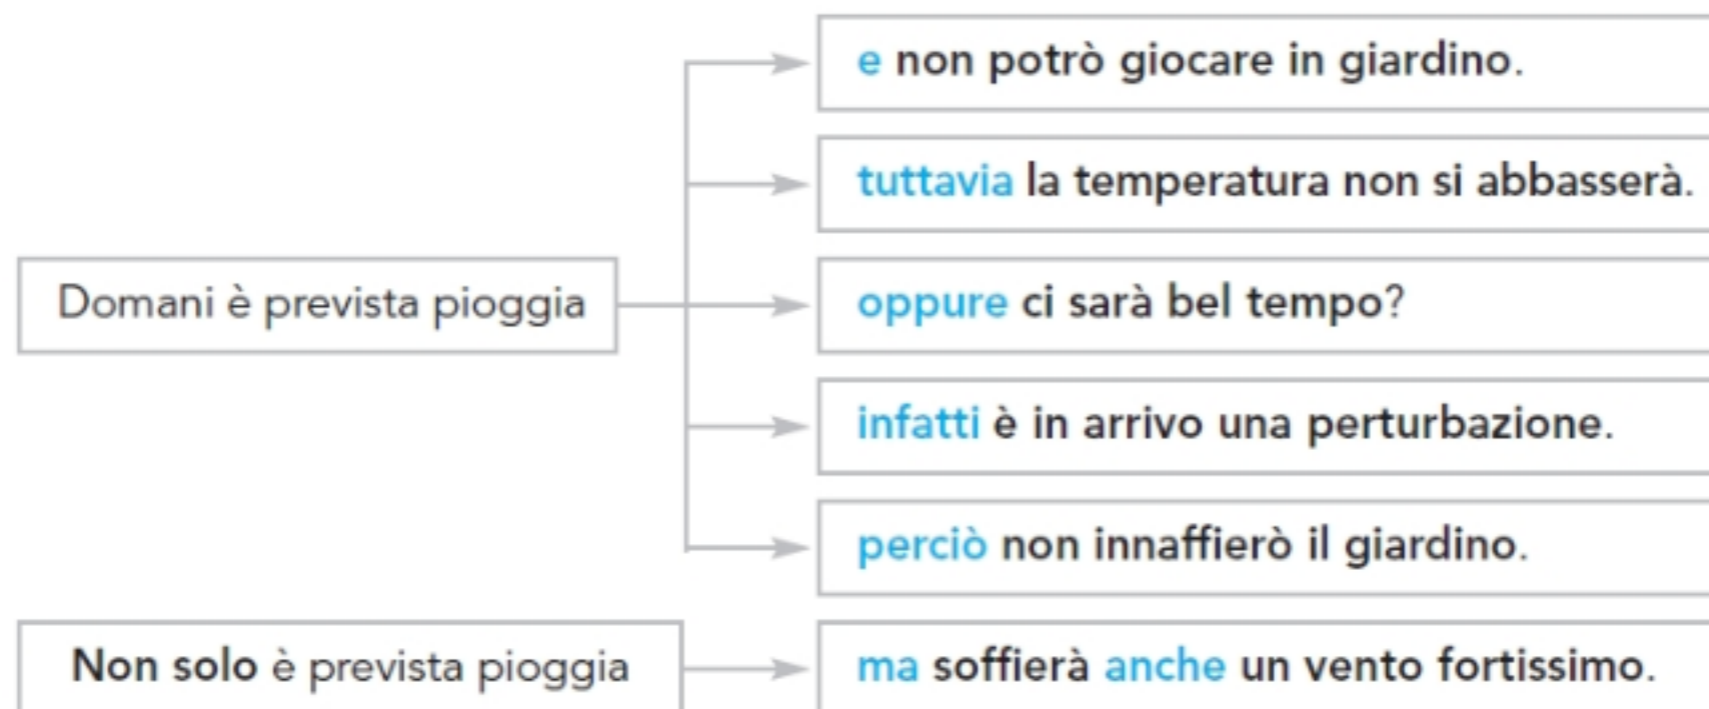 e non potrò giocare in giardino.
tuttavia la temperatura non si abbasserà.
Domani è prevista pioggia
oppure ci sarà bel tempo?
infatti è in arrivo una perturbazione.
perciò non innaffierò il giardino.
Non solo è prevista pioggia
ma soffierà anche un vento fortissimo.